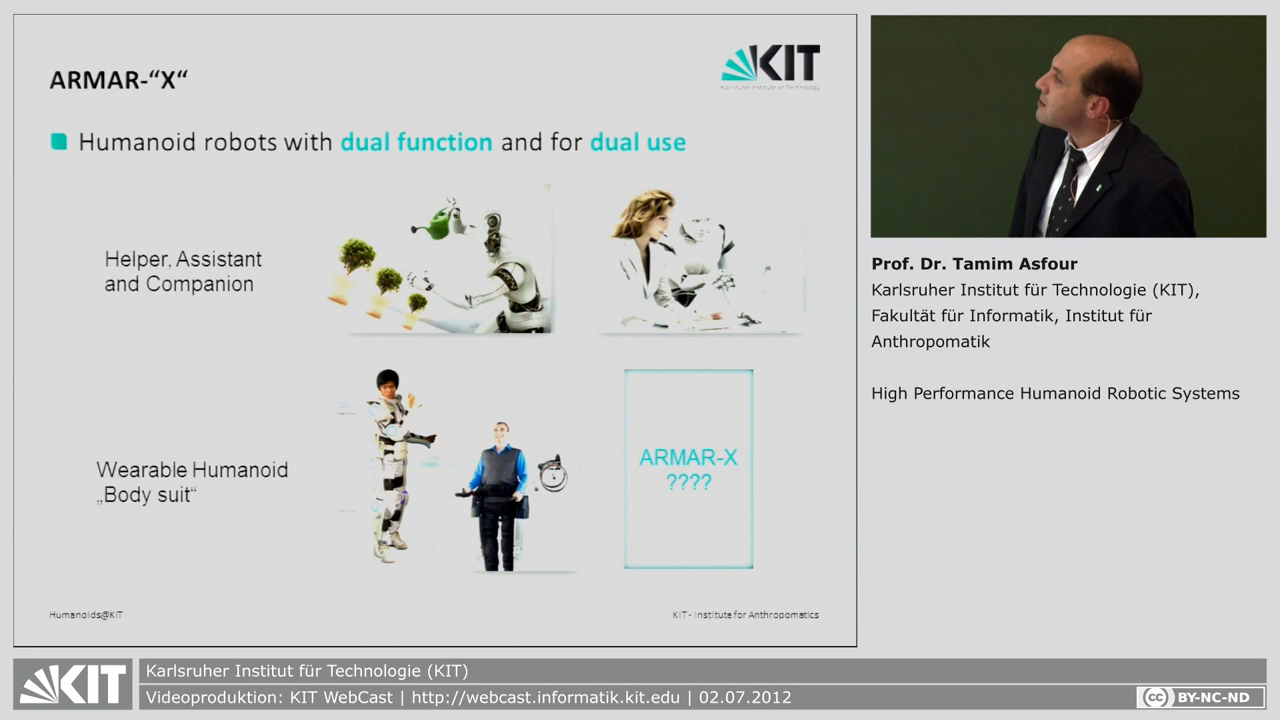 ARMAR-“X“
KIT
Karlsruher Institute of Technology
Humanoid robots with dual function and for dual use
Helper, Assistant
and Companion
Wearable Humanoid
„Body suit“
ARMAR-X
????
Humanoids@KIT
KIT - Institute for Anthropomatics
Prof. Dr. Tamim Asfour
Karlsruher Institut für Technologie (KIT),
Fakultät für Informatik, Institut für
Anthropomatik
High Performance Humanoid Robotic Systems
KIT
Karlsruher Institut für Technologie (KIT)
Videoproduktion: KIT WebCast | http://webcast.informatik.kit.edu | 02.07.2012
cc BY-NC-ND